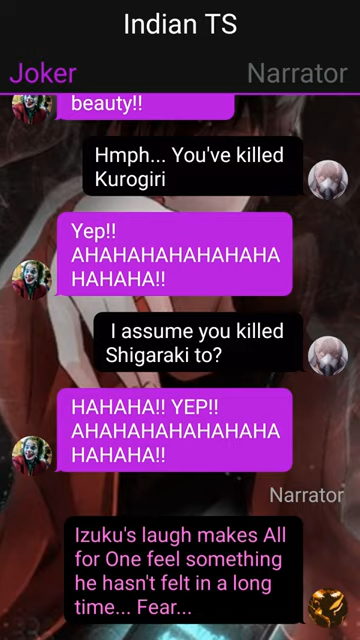 Indian TS
Joker
Narrator
beauty!!
Hmph... You've killed
Kurogiri
Yep!!
AHAHAHAHAHAHAHA
HAHAHA!!
I assume you killed
Shigaraki to?
HAHAHA!! YEP!!
AHAHAHAHAHAHAHA
HAHAHA!!
Narrator
Izuku's laugh makes All
for One feel something
he hasn't felt in a long
time... Fear...